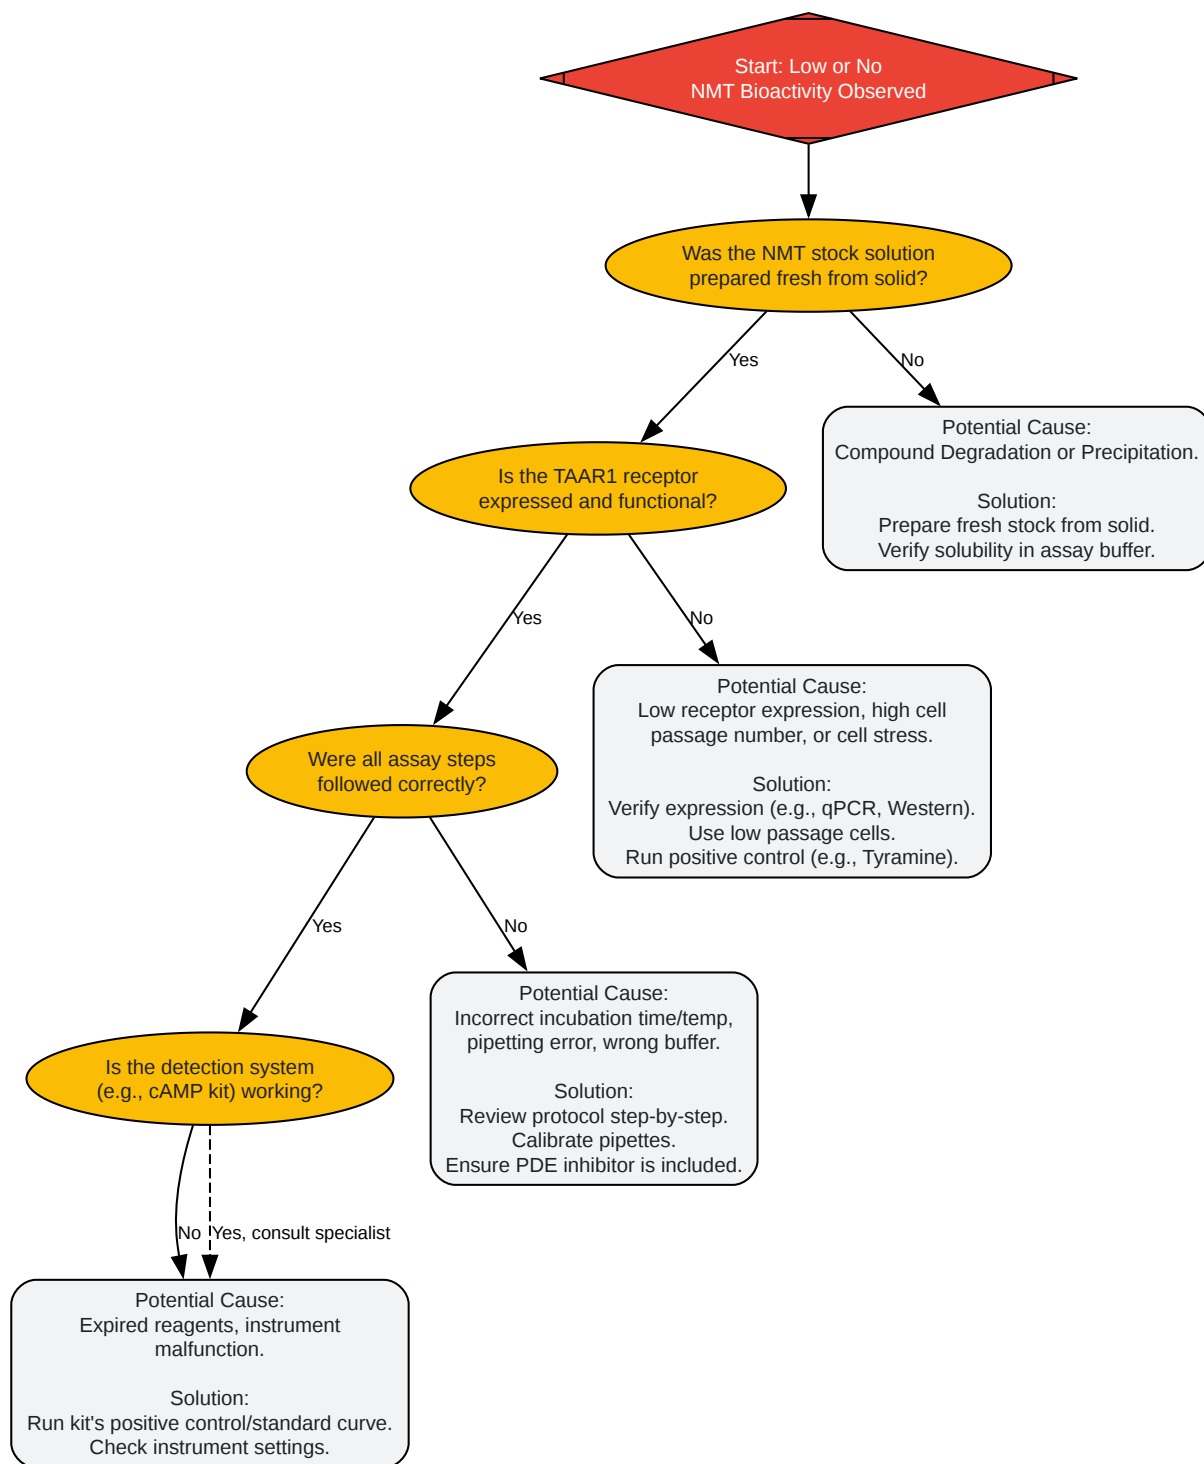 Start: Low or No
NMT Bioactivity Observed
Was the NMT stock solution
prepared fresh from solid?
Yes
No
Potential Cause:
Compound Degradation or Precipitation.
Solution:
Prepare fresh stock from solid.
Verify solubility in assay buffer.
Is the TAAR1 receptor
expressed and functional?
Yes
No
Potential Cause:
Low receptor expression, high cell
passage number, or cell stress.
Solution:
Verify expression (e.g., qPCR, Western).
Use low passage cells.
Run positive control (e.g., Tyramine).
Were all assay steps
followed correctly?
Yes
No
Potential Cause:
Incorrect incubation time/temp,
pipetting error, wrong buffer.
Solution:
Review protocol step-by-step.
Calibrate pipettes.
Ensure PDE inhibitor is included.
Is the detection system
(e.g., cAMP kit) working?
No
Yes, consult specialist
Potential Cause:
Expired reagents, instrument
malfunction.
Solution:
Run kit's positive control/standard curve.
Check instrument settings.